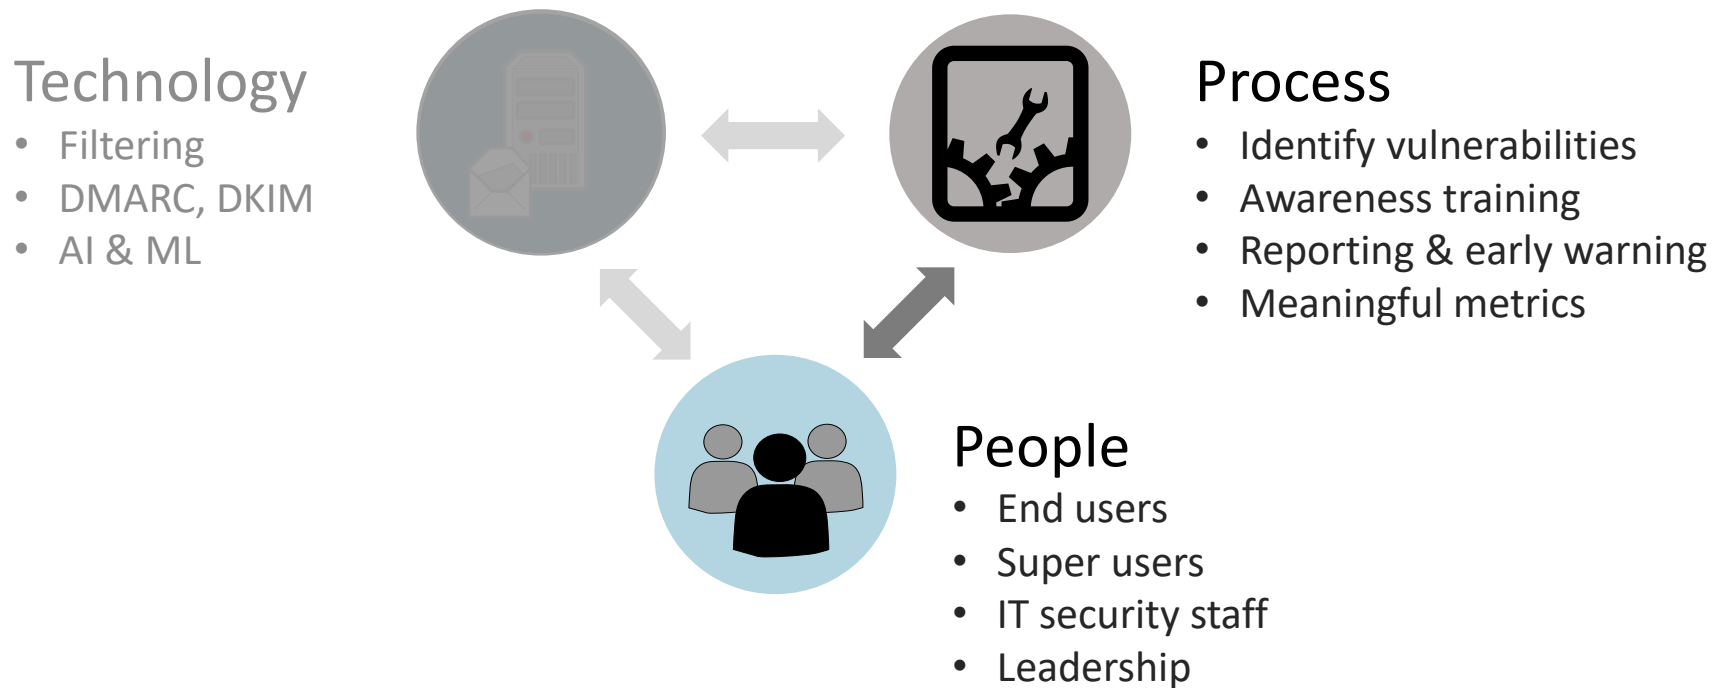 Technology
• Filtering
• DMARC, DKIM
• AI & ML
Process
• Identify vulnerabilities
• Awareness training
• Reporting & early warning
• Meaningful metrics
People
• End users
• Super users
• IT security staff
• Leadership